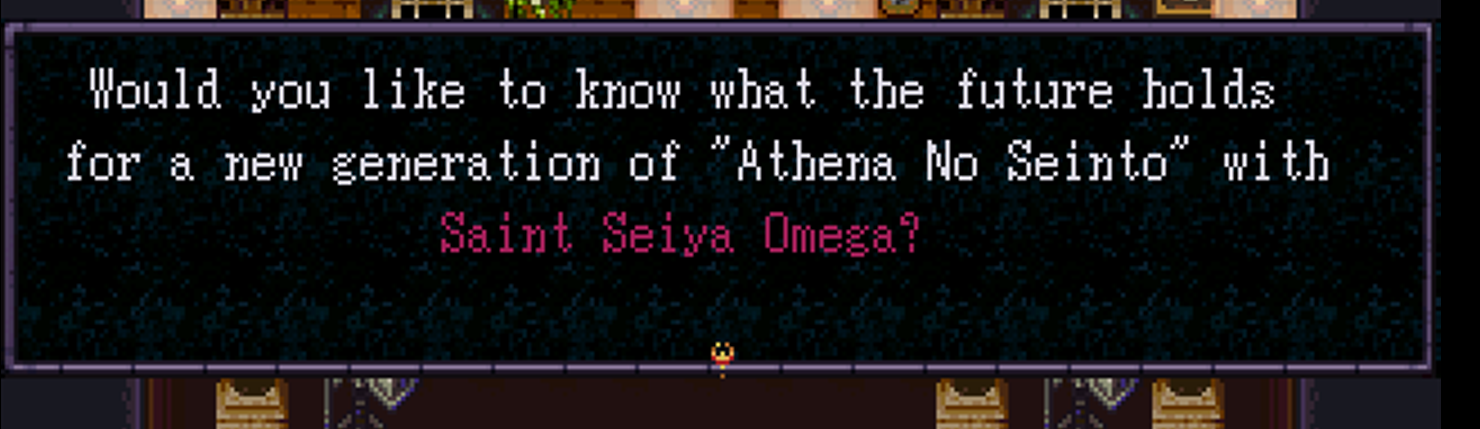 Would you like to know what the future holds
for a new generation of "Athena No Seinto" with
Saint Seiya Omega?